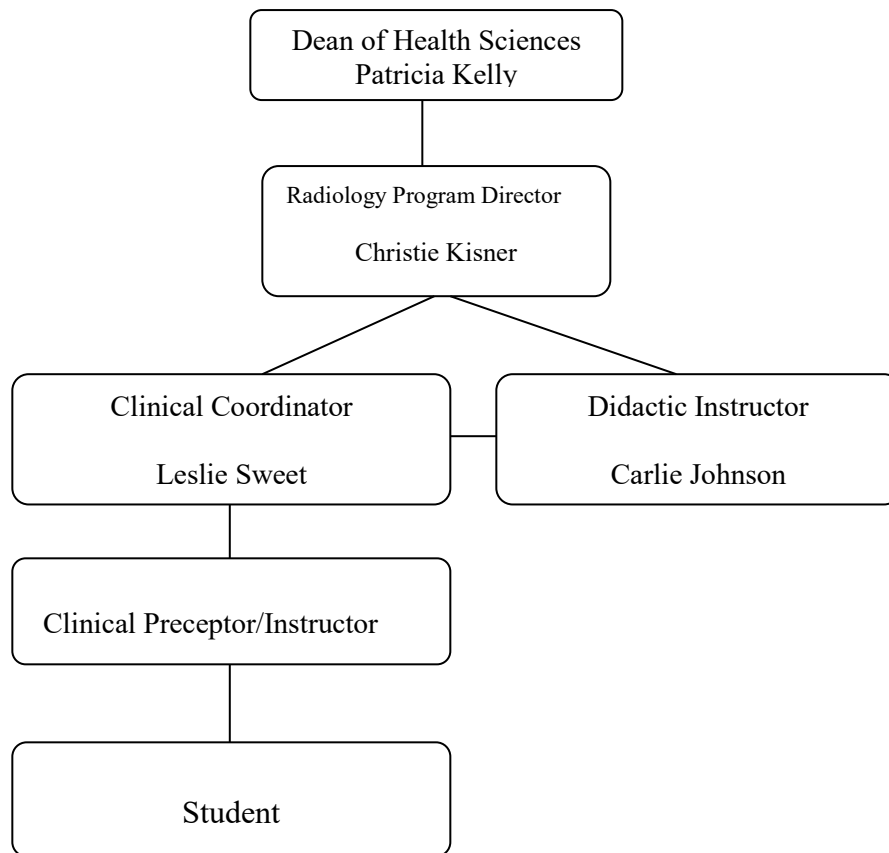 Dean of Health Sciences
Patricia Kelly
Radiology Program Director
Christie Kisner
Clinical Coordinator
Leslie Sweet
Didactic Instructor
Carlie Johnson
Clinical Preceptor/Instructor
Student